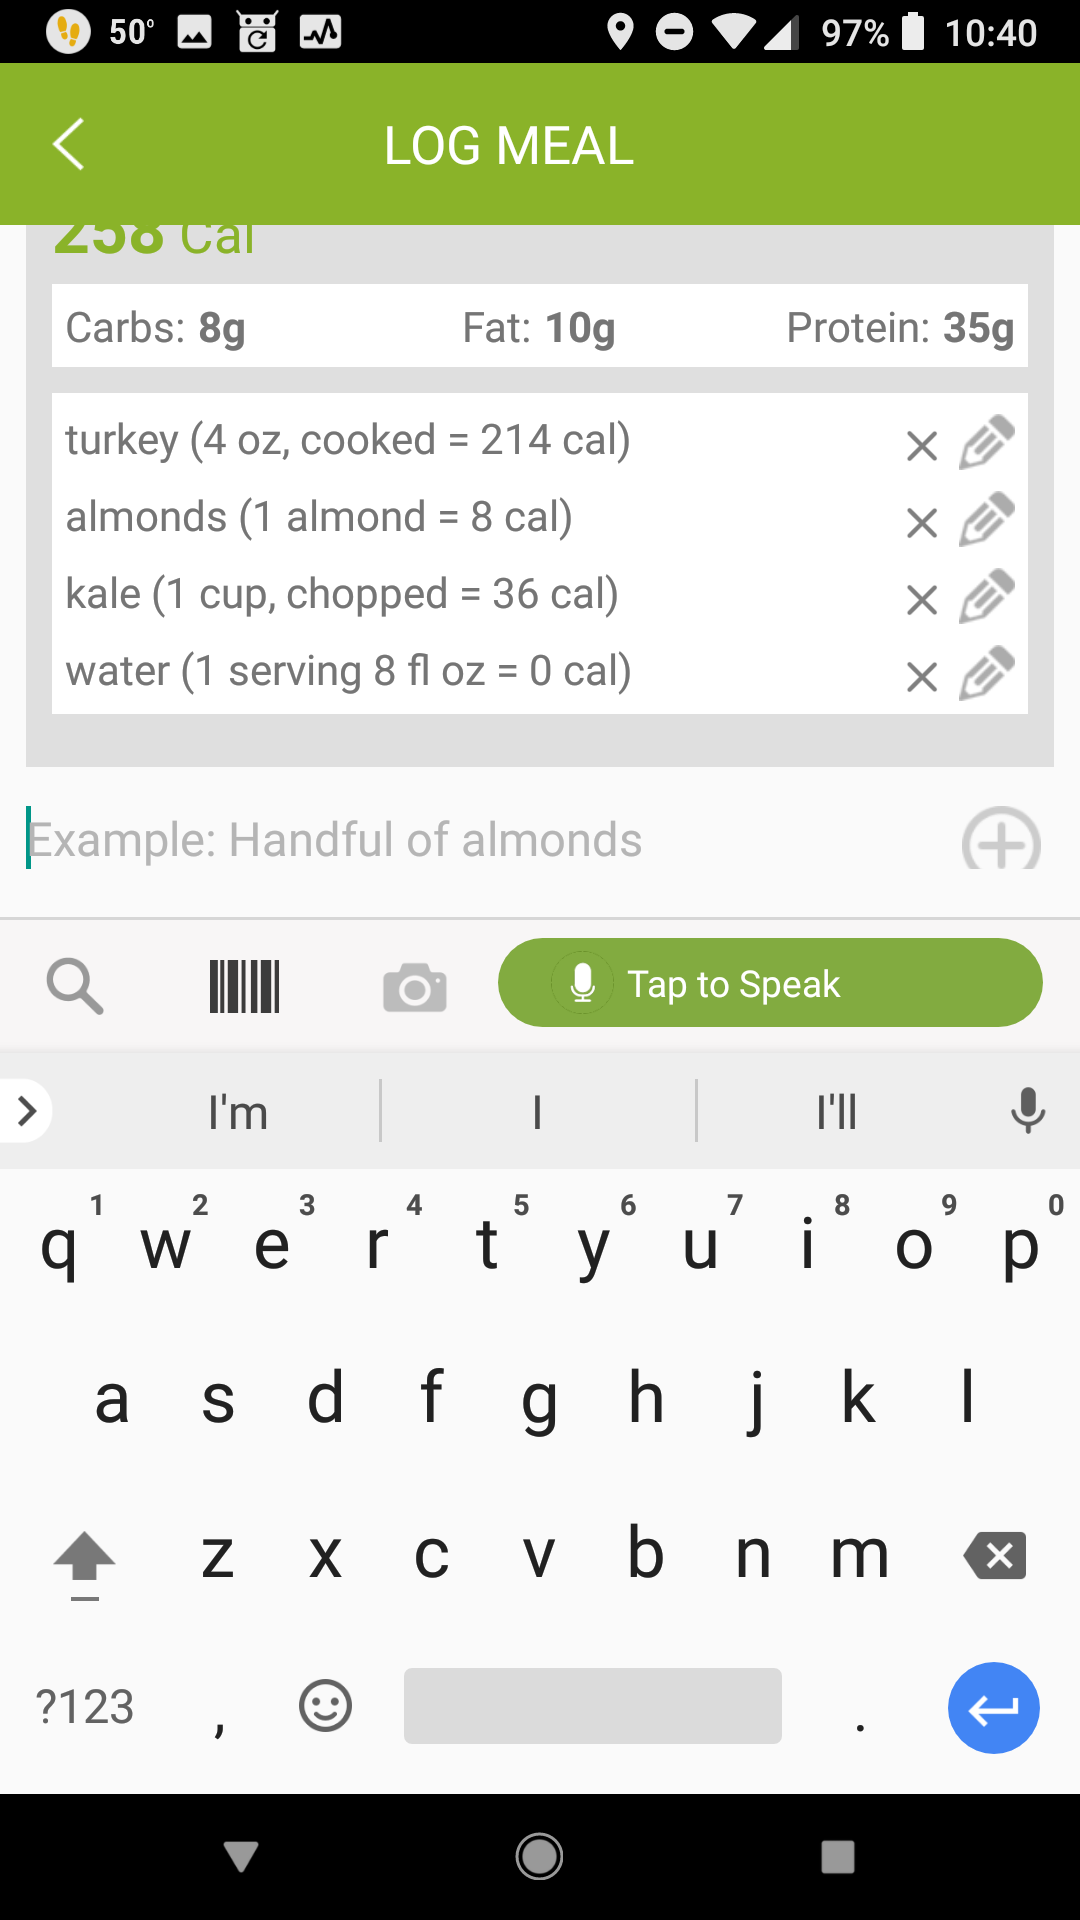 50° 97% 10:40
LOG MEAL
258 Cal
Carbs: 8g Fat: 10g Protein: 35g
turkey (4 oz, cooked = 214 cal)
almonds (1 almond = 8 cal)
kale (1 cup, chopped = 36 cal)
water (1 serving 8 fl oz = 0 cal)
Example: Handful of almonds
Tap to Speak
I'm I I'll
1 2 3 4 5 6 7 8 9 0
q w e r t y u i o p
a s d f g h j k l
z x c v b n m
?123 , .